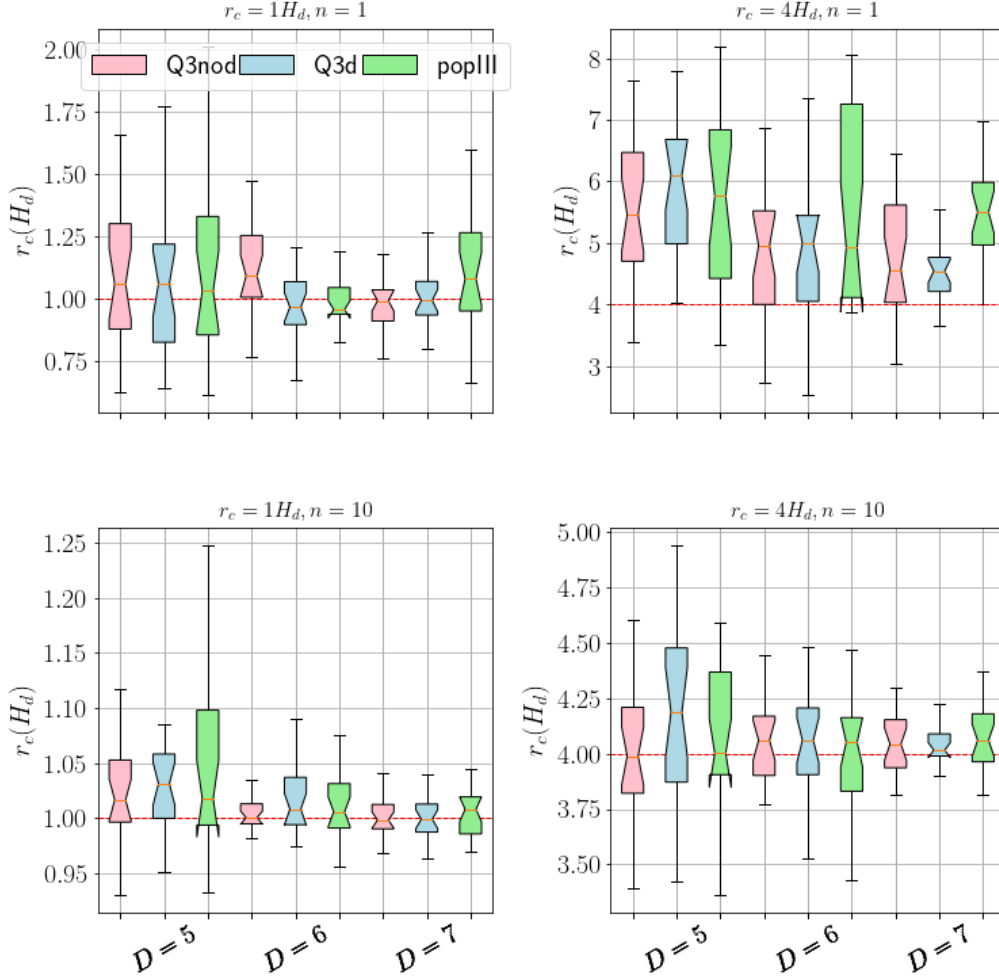 r_c = 1H_d, n = 1
Q3nod Q3d popIII
2.00
1.75
1.50
1.25
1.00
0.75
r_c(H_d)
r_c = 4H_d, n = 1
8
7
6
5
4
3
r_c(H_d)
r_c = 1H_d, n = 10
1.25
1.20
1.15
1.10
1.05
1.00
0.95
r_c(H_d)
D = 5 D = 6 D = 7
r_c = 4H_d, n = 10
5.00
4.75
4.50
4.25
4.00
3.75
3.50
r_c(H_d)
D = 5 D = 6 D = 7